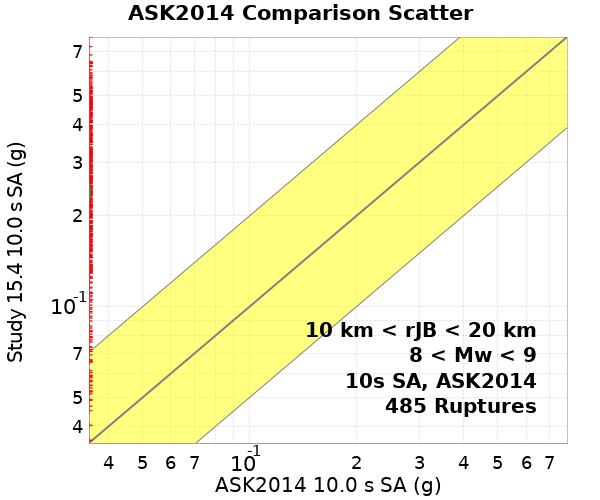 ASK2014 Comparison Scatter
Study 15.4 10.0 s SA (g)
7
5
4
3
2
10-1
7
5
4
10 km < rJB < 20 km
8 < Mw < 9
10s SA, ASK2014
485 Ruptures
4 5 6 7 10-1 2 3 4 5 6 7
ASK2014 10.0 s SA (g)